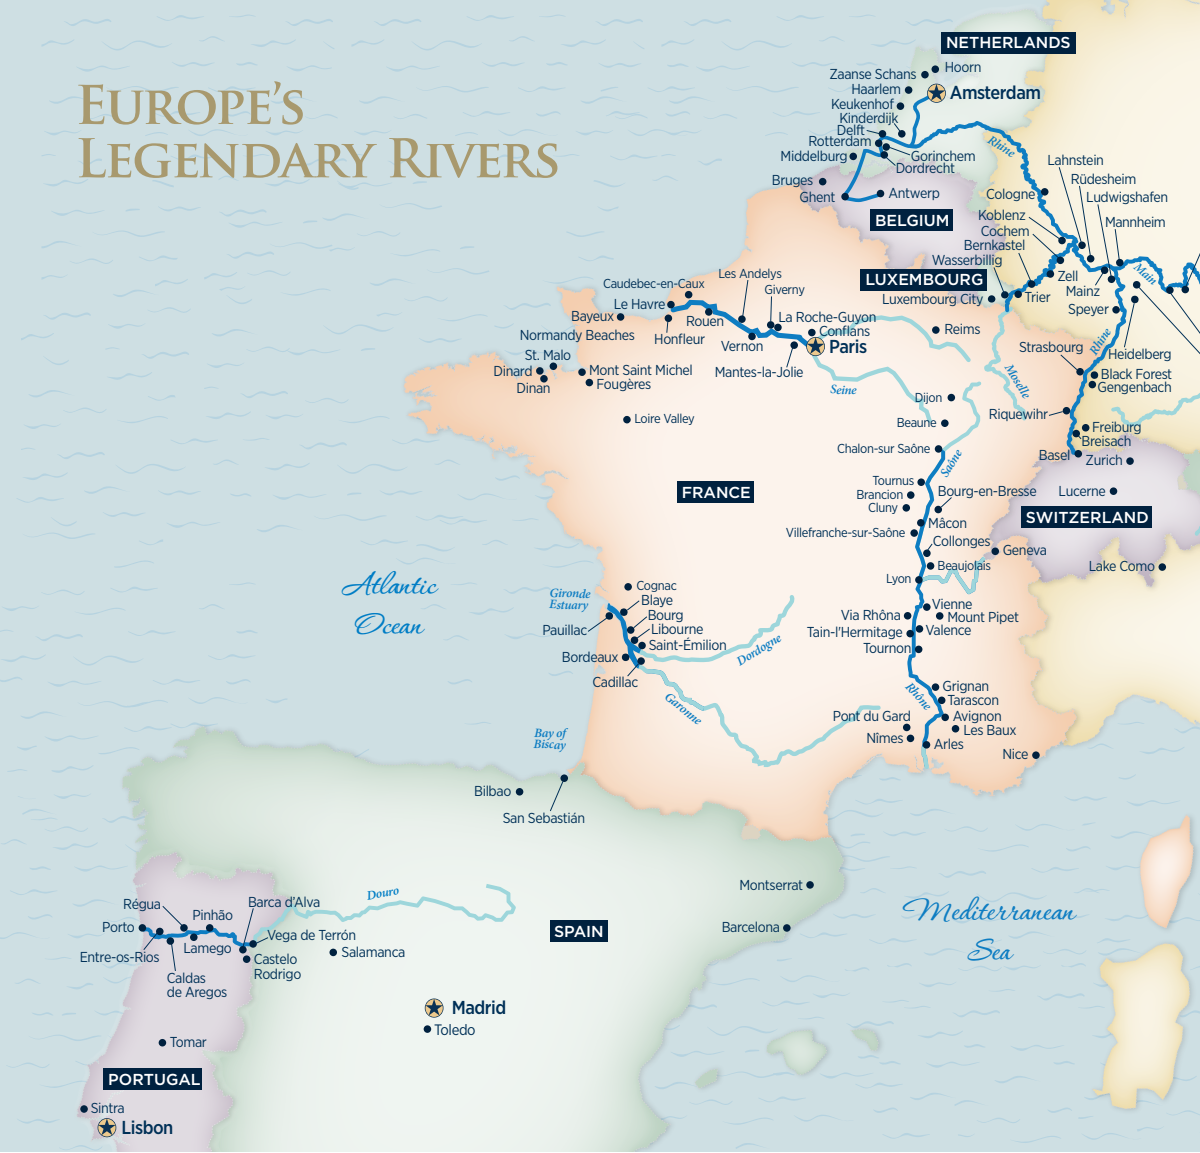 EUROPE'S
LEGENDARY RIVERS
NETHERLANDS
Hoorn
Zaanse Schans
Haarlem
Amsterdam
Keukenhof
Kinderdijk
Delft
Rotterdam
Middelburg
Gorinchem
Dordrecht
Rhine
Bruges
Ghent
Antwerp
BELGIUM
Lahnstein
Rüdesheim
Ludwigshafen
Mannheim
Cologne
Koblenz
Cochem
Bernkastel
Wasserbillig
LUXEMBOURG
Luxembourg City
Trier
Zell
Mainz
Main
Speyer
Rhine
Heidelberg
Strasbourg
Black Forest
Gengenbach
Moselle
Riquewihr
Freiburg
Breisach
Basel
Zurich
Lucerne
SWITZERLAND
Geneva
Lake Como
Caudebec-en-Caux
Les Andelys
Giverny
Le Havre
Bayeux
Rouen
La Roche-Guyon
Conflans
Reims
Normandy Beaches
Honfleur
Vernon
Paris
Mantes-la-Jolie
St. Malo
Dinard
Dinan
Mont Saint Michel
Fougères
Seine
Loire Valley
Dijon
Beaune
Chalon-sur Saône
Saône
FRANCE
Tournus
Brancion
Cluny
Bourg-en-Bresse
Mâcon
Villefranche-sur-Saône
Collonges
Beaujolais
Lyon
Vienne
Via Rhôna
Mount Pipet
Tain-l'Hermitage
Valence
Tournon
Rhône
Grignan
Tarascon
Pont du Gard
Avignon
Nîmes
Les Baux
Arles
Nice
Atlantic
Ocean
Gironde
Estuary
Cognac
Blaye
Bourg
Pauillac
Libourne
Saint-Émilion
Bordeaux
Cadillac
Dordogne
Garonne
Bay of
Biscay
Bilbao
San Sebastián
Montserrat
Barcelona
Mediterranean
Sea
SPAIN
Douro
Régua
Pinhão
Barca d'Alva
Porto
Vega de Terrón
Entre-os-Rios
Lamego
Castelo
Rodrigo
Caldas
de Aregos
Salamanca
Madrid
Toledo
Tomar
PORTUGAL
Sintra
Lisbon